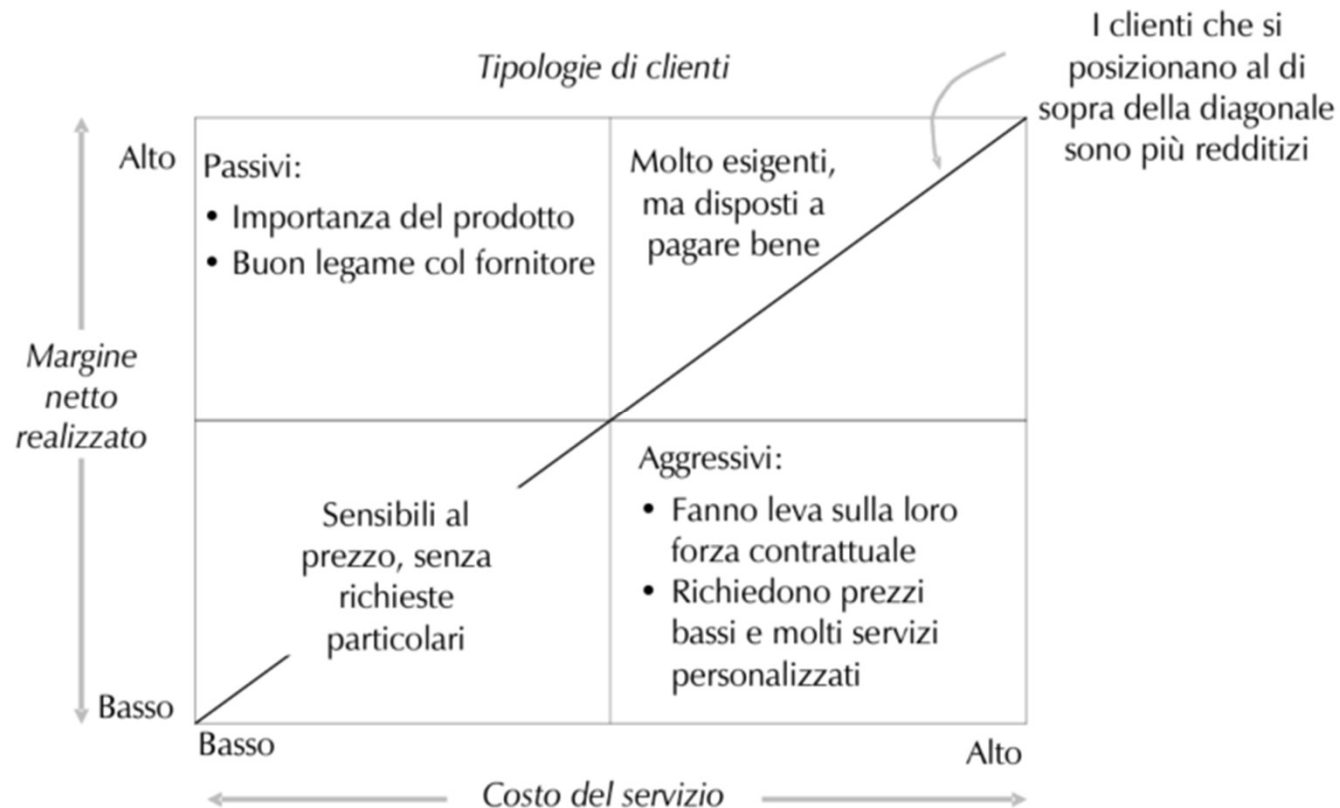 Tipologie di clienti
I clienti che si
posizionano al di
sopra della diagonale
sono più redditizi
Alto
Passivi:
• Importanza del prodotto
• Buon legame col fornitore
Molto esigenti,
ma disposti a
pagare bene
Margine
netto
realizzato
Sensibili al
prezzo, senza
richieste
particolari
Aggressivi:
• Fanno leva sulla loro
forza contrattuale
• Richiedono prezzi
bassi e molti servizi
personalizzati
Basso
Basso
Alto
Costo del servizio